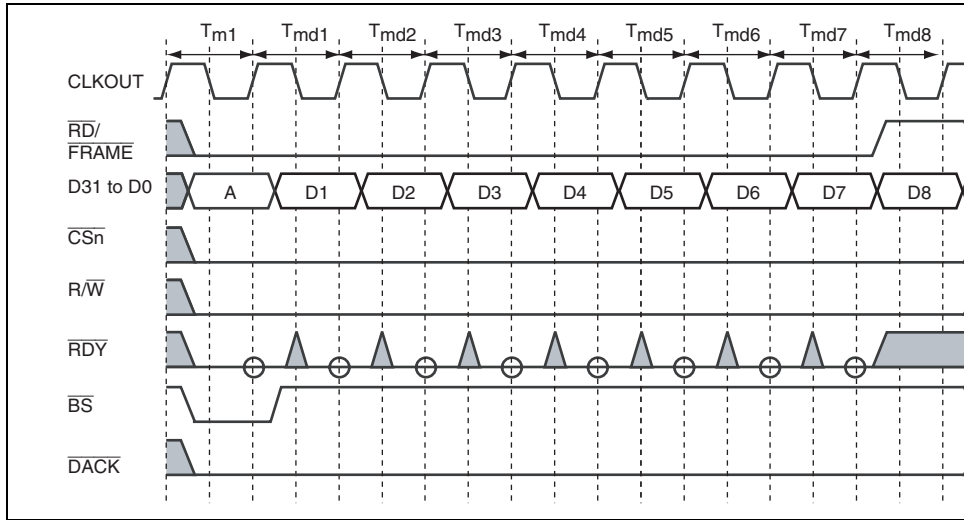 Tm1 Tmd1 Tmd2 Tmd3 Tmd4 Tmd5 Tmd6 Tmd7 Tmd8
CLKOUT
RD/
FRAME
D31 to D0 A D1 D2 D3 D4 D5 D6 D7 D8
CSn
R/W
RDY
BS
DACK